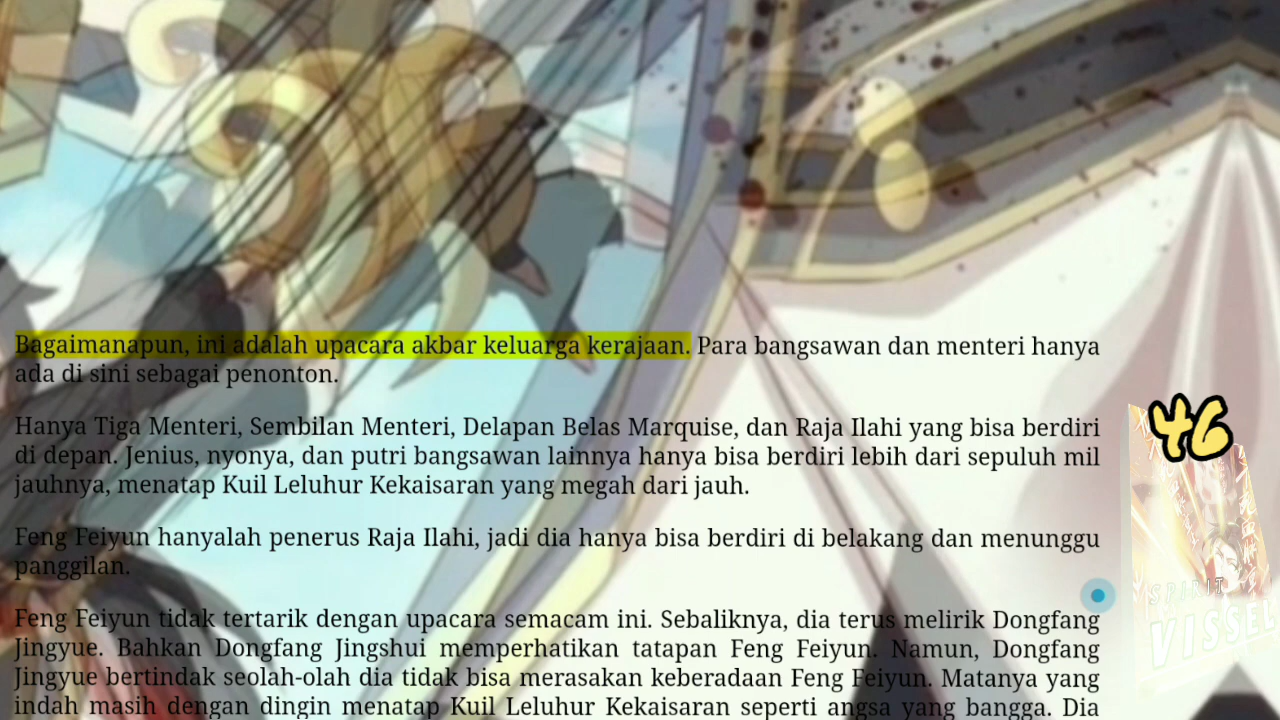 Bagaimanapun, ini adalah upacara akbar keluarga kerajaan. Para bangsawan dan menteri hanya
ada di sini sebagai penonton.
Hanya Tiga Menteri, Sembilan Menteri, Delapan Belas Marquise, dan Raja Ilahi yang bisa berdiri
di depan. Jenius, nyonya, dan putri bangsawan lainnya hanya bisa berdiri lebih dari sepuluh mil
jauhnya, menatap Kuil Leluhur Kekaisaran yang megah dari jauh.
Feng Feiyun hanyalah penerus Raja Ilahi, jadi dia hanya bisa berdiri di belakang dan menunggu
panggilan.
Feng Feiyun tidak tertarik dengan upacara semacam ini. Sebaliknya, dia terus melirik Dongfang
Jingyue. Bahkan Dongfang Jingshui memperhatikan tatapan Feng Feiyun. Namun, Dongfang
Jingyue bertindak seolah-olah dia tidak bisa merasakan keberadaan Feng Feiyun. Matanya yang
indah masih dengan dingin menatap Kuil Leluhur Kekaisaran seperti angsa yang bangga. Dia
46
SPIRIT
VISSEL